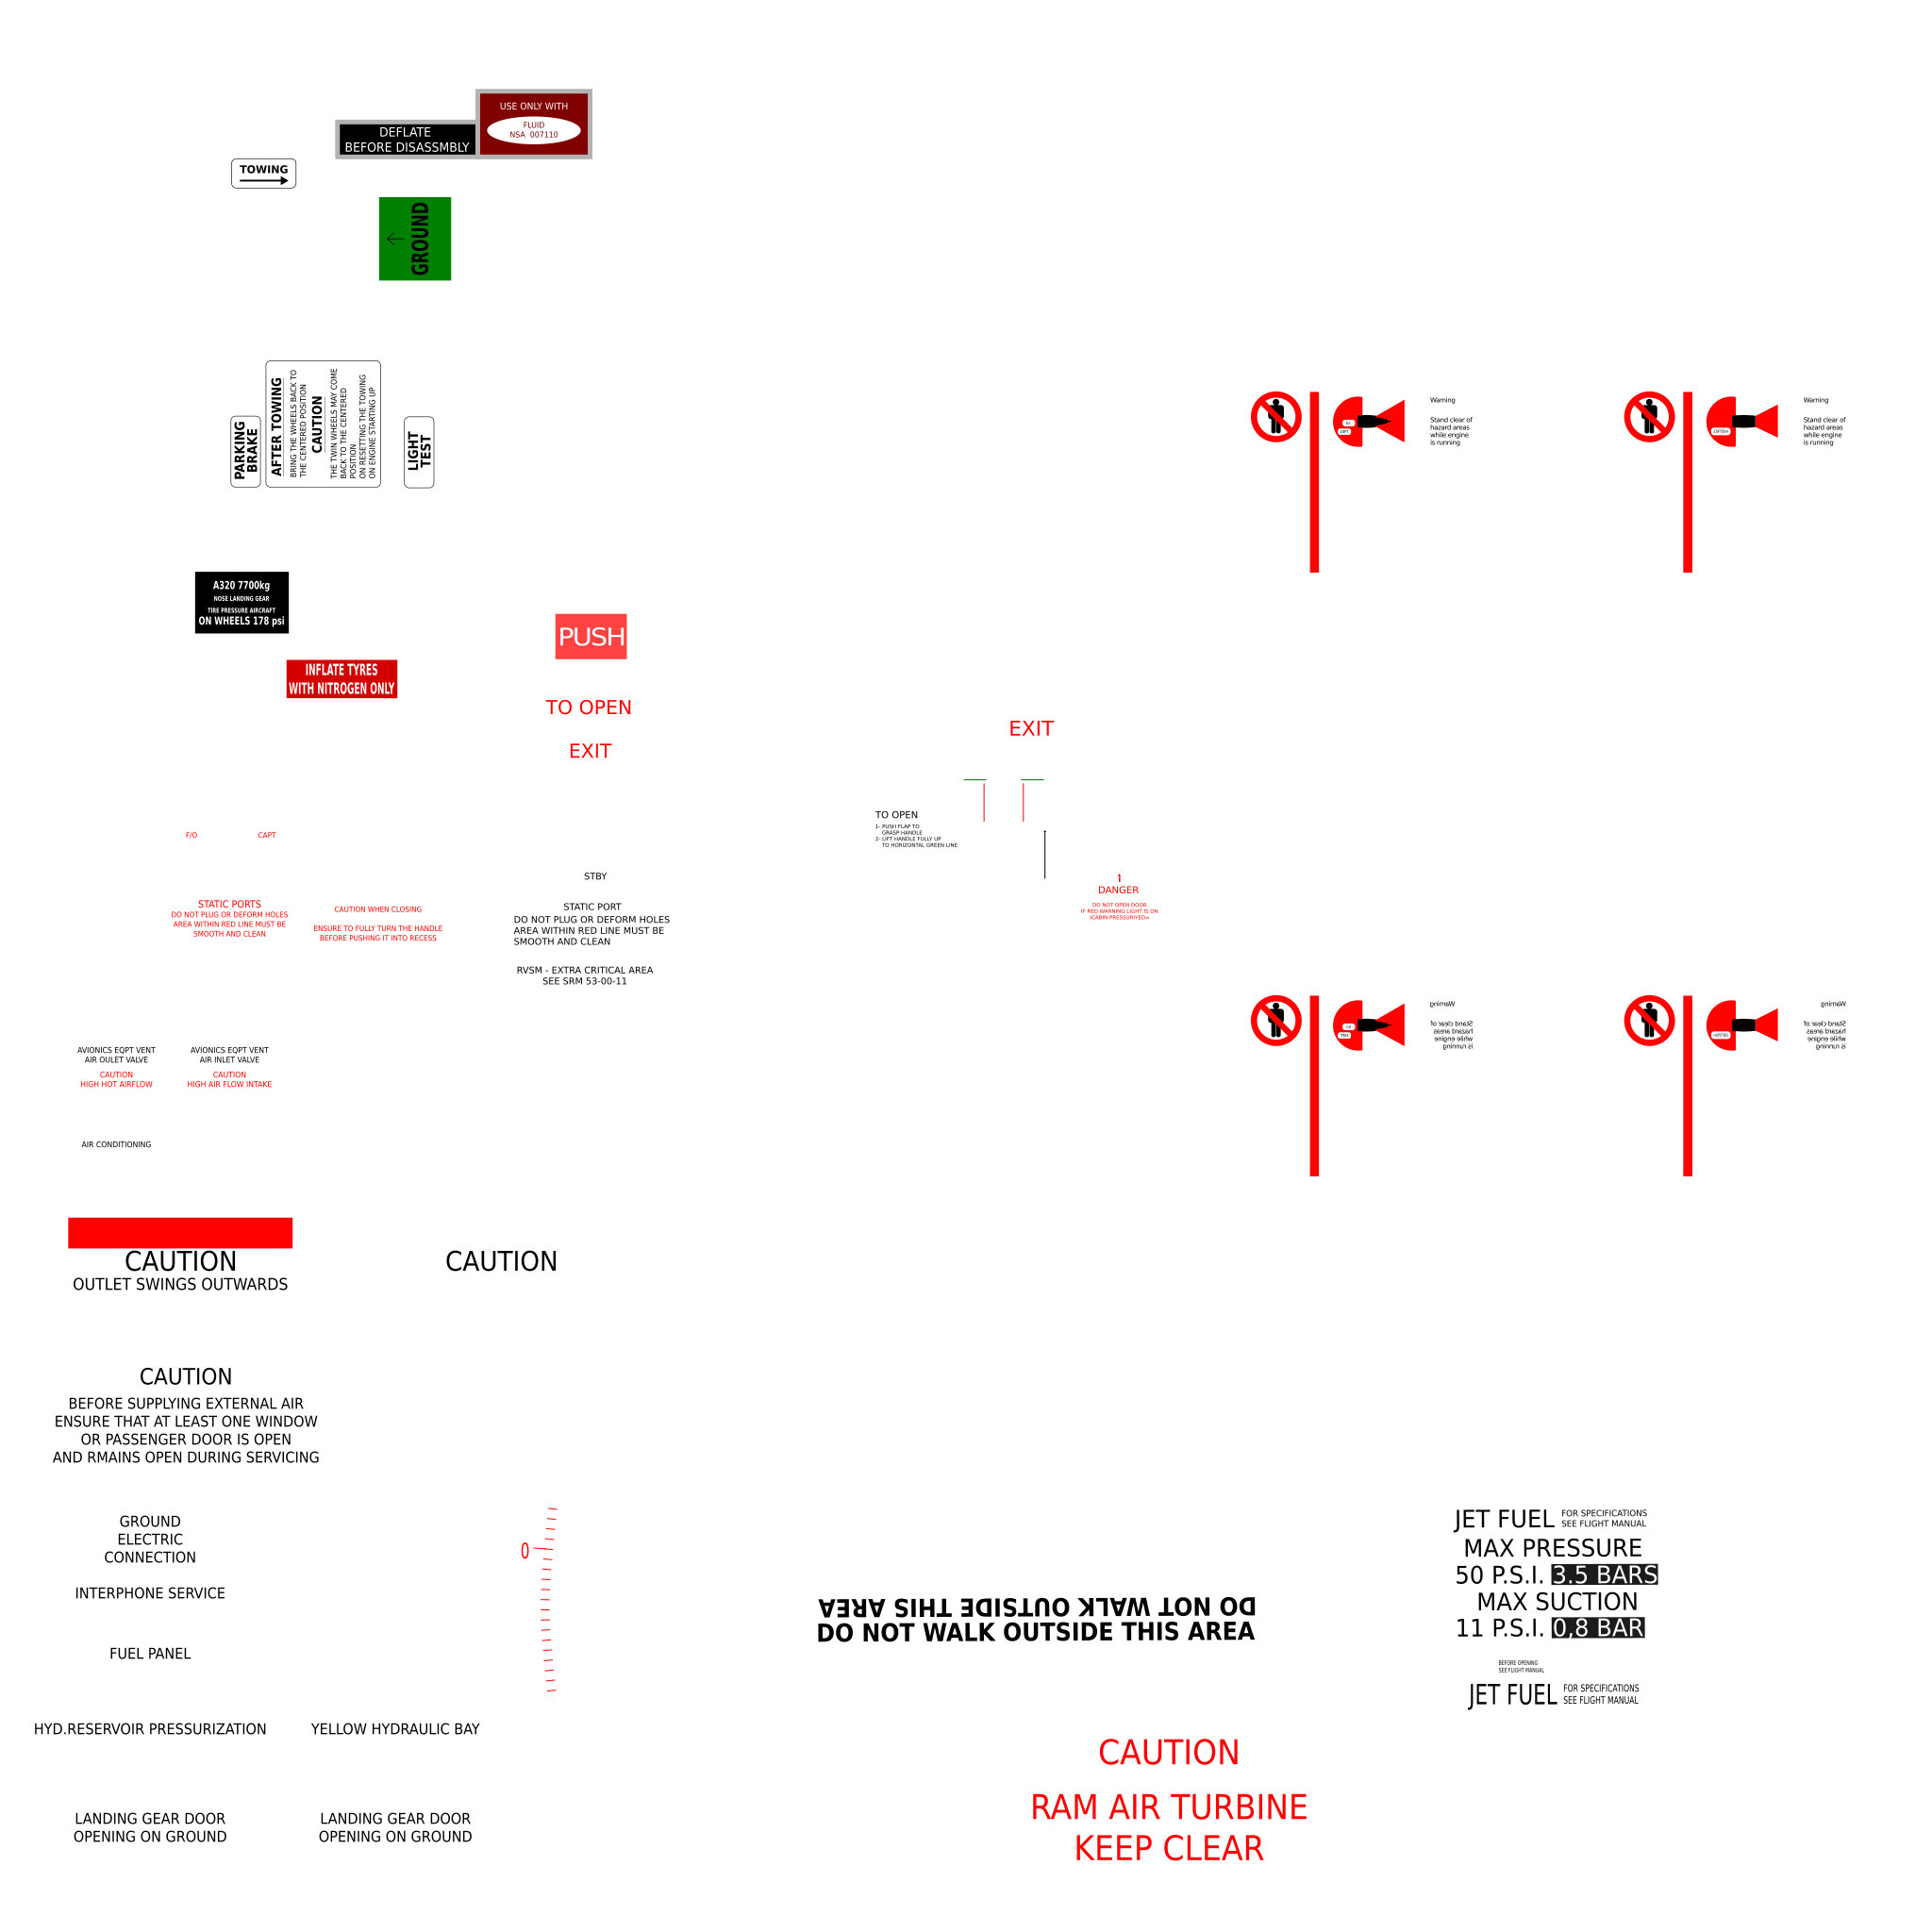 USE ONLY WITH
FLUID
NSA 007110
DEFLATE
BEFORE DISASSMBLY
TOWING
GROUND
PARKING
BRAKE
AFTER TOWING
BRING THE WHEELS BACK TO
THE CENTERED POSITION
CAUTION
THE TWIN WHEELS MAY COME
BACK TO THE CENTERED
POSITION
ON RESETTING THE TOWING
ON ENGINE STARTING UP
LIGHT
TEST
Warning
Stand clear of
hazard areas
while engine
is running
Warning
Stand clear of
hazard areas
while engine
is running
A320 7700kg
NOSE LANDING GEAR
TIRE PRESSURE AIRCRAFT
ON WHEELS 178 psi
INFLATE TYRES
WITH NITROGEN ONLY
PUSH
TO OPEN
EXIT
EXIT
TO OPEN
1- PUSH FLAP TO
GRASP HANDLE
2- LIFT HANDLE FULLY UP
TO HORIZONTAL GREEN LINE
DANGER
DO NOT OPEN DOOR
IF RED WARNING LIGHT IS ON
)CABIN PRESSURIYED=
F/O
CAPT
STATIC PORTS
DO NOT PLUG OR DEFORM HOLES
AREA WITHIN RED LINE MUST BE
SMOOTH AND CLEAN
CAUTION WHEN CLOSING
ENSURE TO FULLY TURN THE HANDLE
BEFORE PUSHING IT INTO RECESS
STBY
STATIC PORT
DO NOT PLUG OR DEFORM HOLES
AREA WITHIN RED LINE MUST BE
SMOOTH AND CLEAN
RVSM - EXTRA CRITICAL AREA
SEE SRM 53-00-11
Warning
Stand clear of
hazard areas
while engine
is running
Warning
Stand clear of
hazard areas
while engine
is running
AVIONICS EQPT VENT
AIR OULET VALVE
CAUTION
HIGH HOT AIRFLOW
AVIONICS EQPT VENT
AIR INLET VALVE
CAUTION
HIGH AIR FLOW INTAKE
AIR CONDITIONING
CAUTION
OUTLET SWINGS OUTWARDS
CAUTION
CAUTION
BEFORE SUPPLYING EXTERNAL AIR
ENSURE THAT AT LEAST ONE WINDOW
OR PASSENGER DOOR IS OPEN
AND RMAINS OPEN DURING SERVICING
GROUND
ELECTRIC
CONNECTION
INTERPHONE SERVICE
FUEL PANEL
0
DO NOT WALK OUTSIDE THIS AREA
DO NOT WALK OUTSIDE THIS AREA
JET FUEL FOR SPECIFICATIONS
SEE FLIGHT MANUAL
MAX PRESSURE
50 P.S.I. 3.5 BARS
MAX SUCTION
11 P.S.I. 0,8 BAR
BEFORE OPENING
SEE FLIGHT MANUAL
JET FUEL FOR SPECIFICATIONS
SEE FLIGHT MANUAL
HYD.RESERVOIR PRESSURIZATION
YELLOW HYDRAULIC BAY
CAUTION
RAM AIR TURBINE
KEEP CLEAR
LANDING GEAR DOOR
OPENING ON GROUND
LANDING GEAR DOOR
OPENING ON GROUND